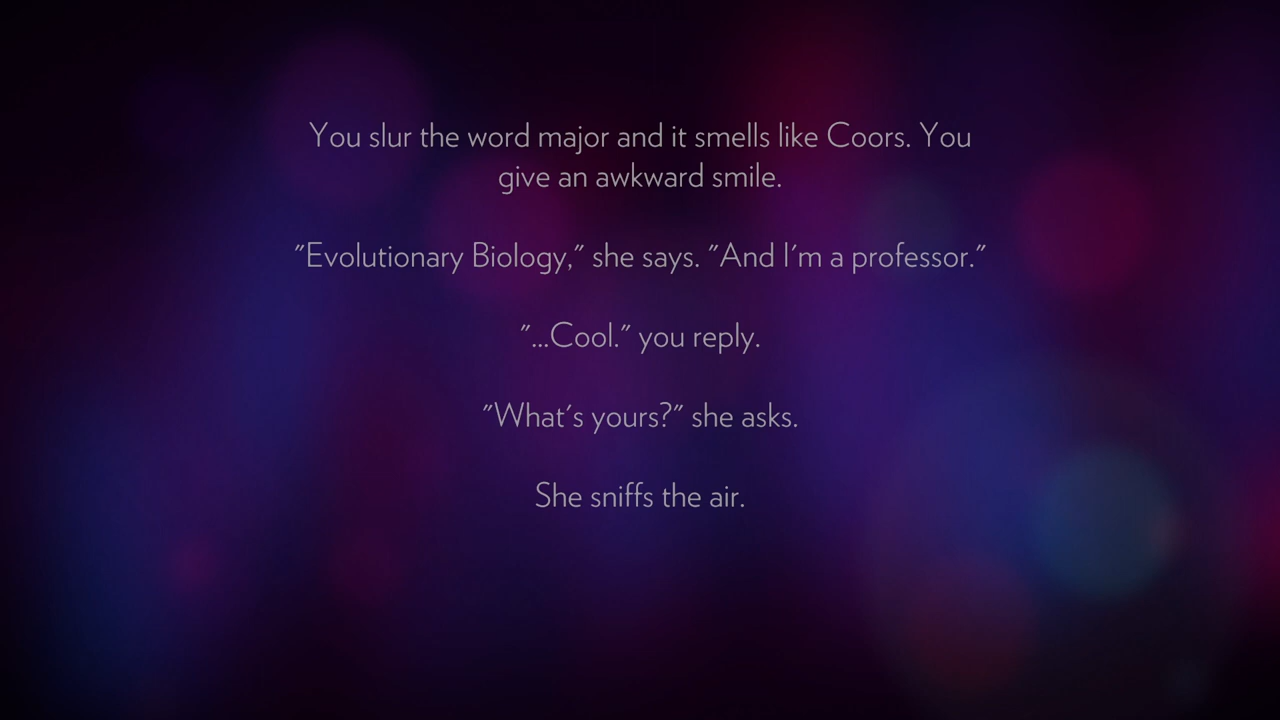 You slur the word major and it smells like Coors. You
give an awkward smile.
"Evolutionary Biology," she says. "And I'm a professor."
"...Cool." you reply.
"What's yours?" she asks.
She sniffs the air.